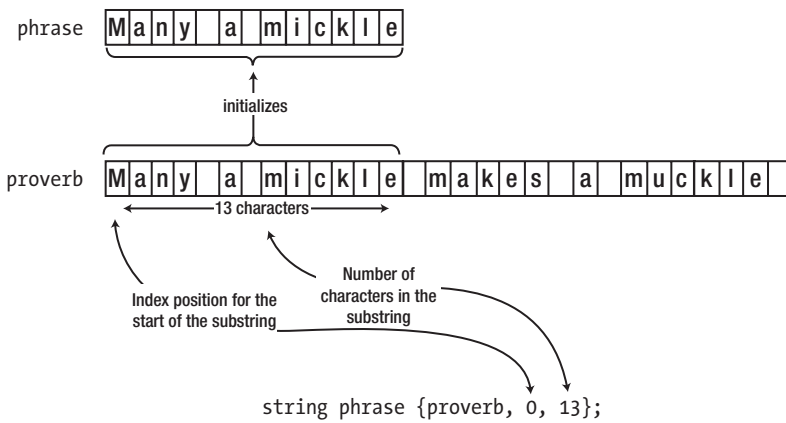 phrase Many a mickle
initializes
proverb Many a mickle makes a muckle
13 characters
Index position for the
start of the substring
Number of
characters in the
substring
string phrase {proverb, 0, 13};